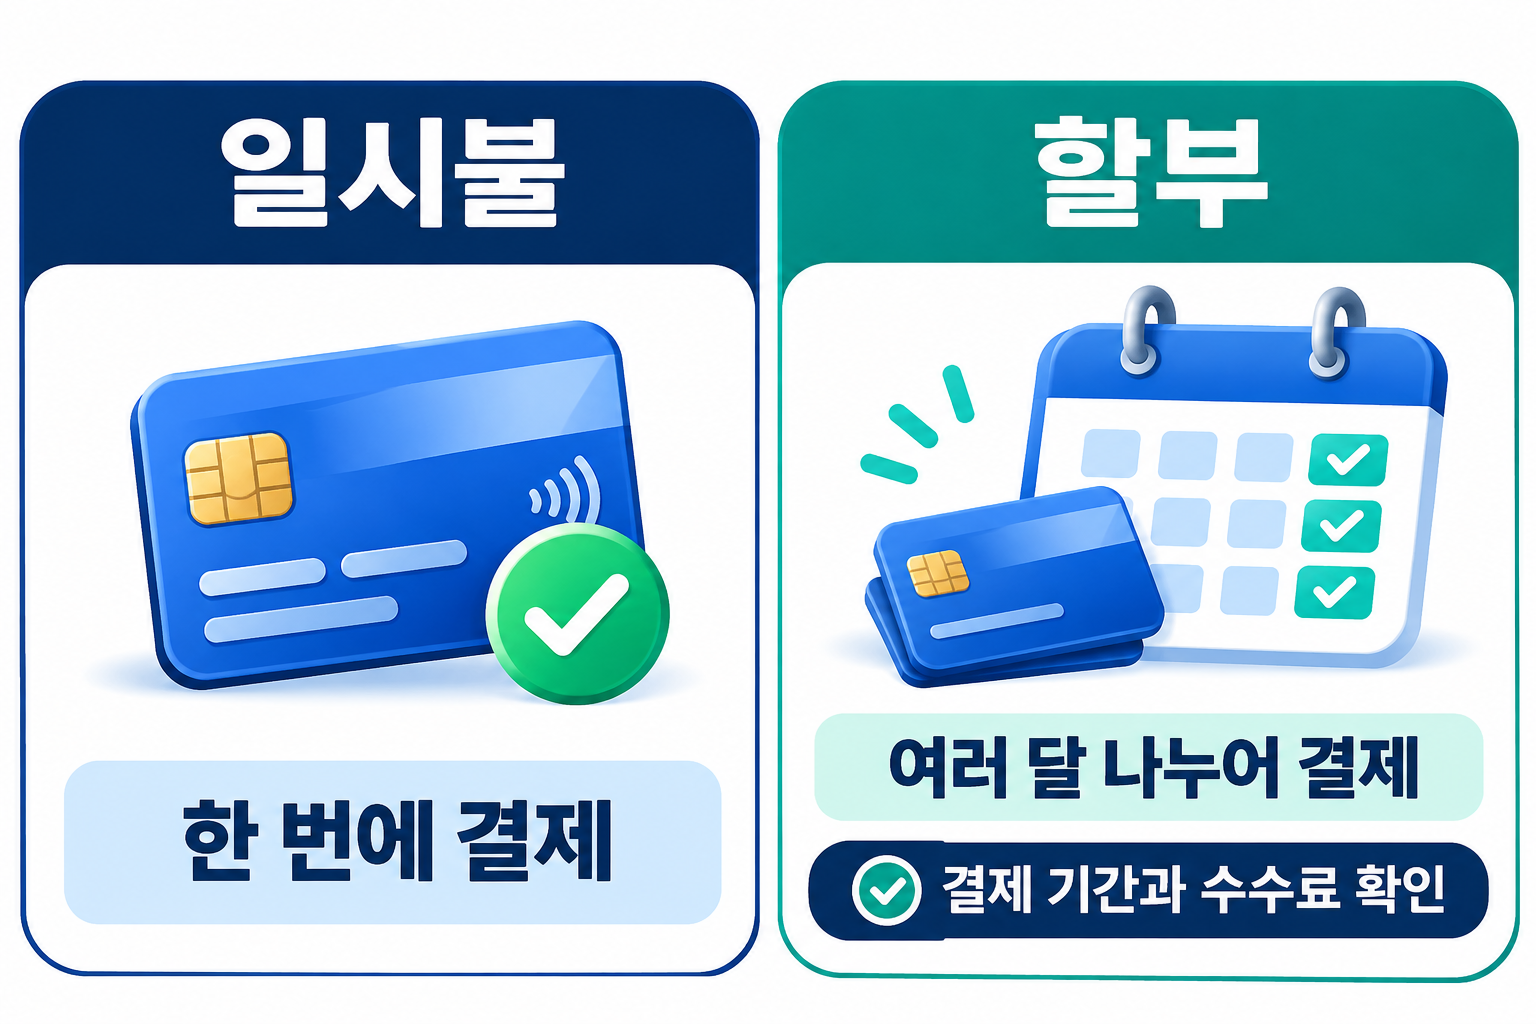 일시불
한 번에 결제
할부
여러 달 나누어 결제
결제 기간과 수수료 확인